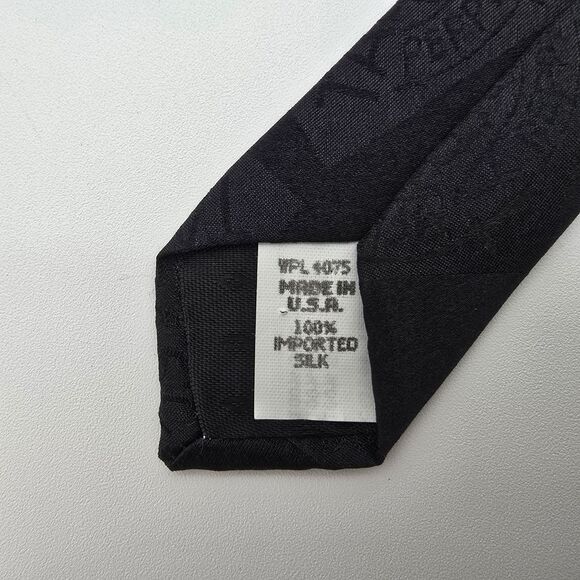 WPL 4075
MADE IN
U.S.A.
100%
IMPORTED
SILK